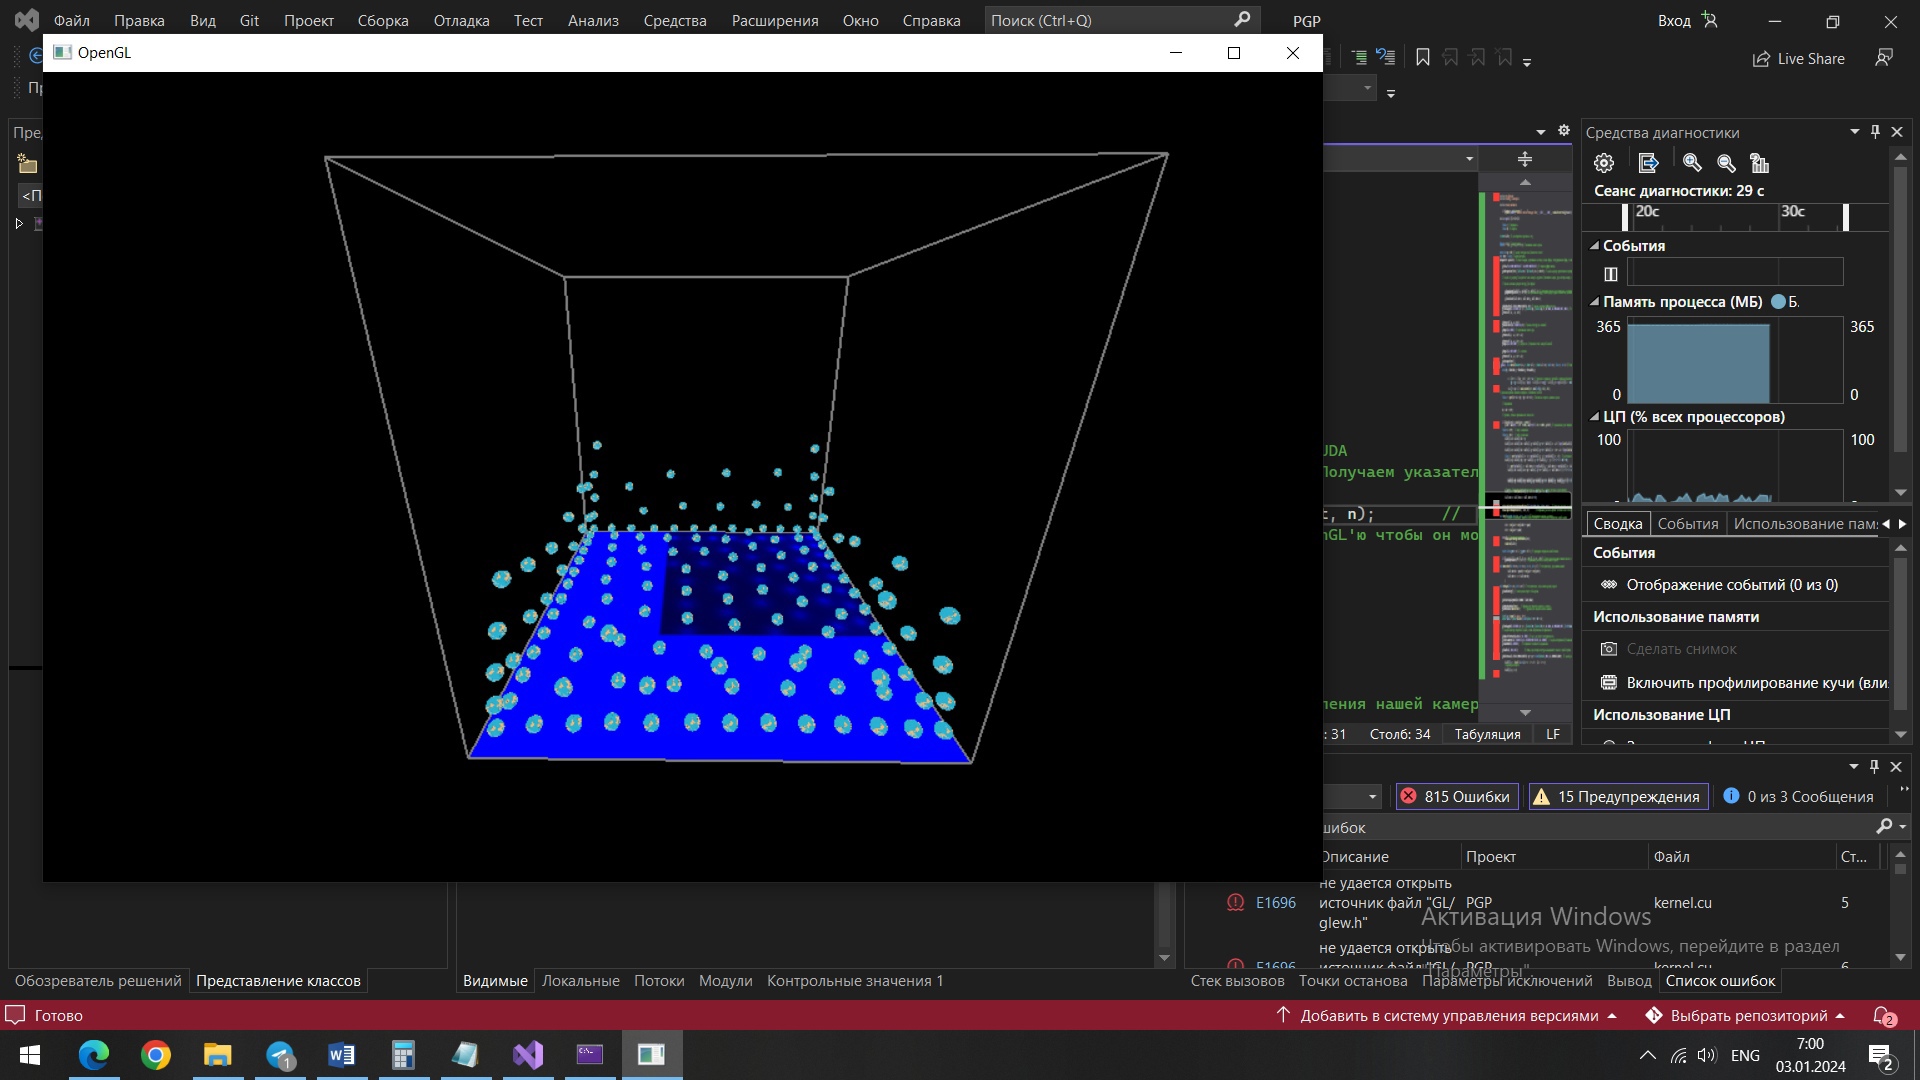 Файл Правка Вид Git Проект Сборка Отладка Тест Анализ Средства Расширения Окно Справка Поиск (Ctrl+Q) PGP Вход
OpenGL
Live Share
Средства диагностики
Сеанс диагностики: 29 с
20с 30с
События
Память процесса (МБ) Б.
365 365
0 0
ЦП (% всех процессоров)
100 100
UDA
Получаем указател
t, n); //
nGL'ю чтобы он мо
ления нашей камер
: 31 Столб: 34 Табуляция LF
Сводка События Использование пам
События
Отображение событий (0 из 0)
Использование памяти
Сделать снимок
Включить профилирование кучи (вли
Использование ЦП
815 Ошибки 15 Предупреждения 0 из 3 Сообщения
Описание Проект Файл Ст...
не удается открыть
E1696 источник файл "GL/ PGP kernel.cu 5
glew.h"
не удается открыть
E1696 источник файл "GL/ PGP kernel.cu 6
Активация Windows
Чтобы активировать Windows, перейдите в раздел
"Параметры".
Обозреватель решений Представление классов Видимые Локальные Потоки Модули Контрольные значения 1 Стек вызовов Точки останова Параметры исключений Вывод Список ошибок
Готово Добавить в систему управления версиями Выбрать репозиторий 2
1 ENG 7:00
03.01.2024 2